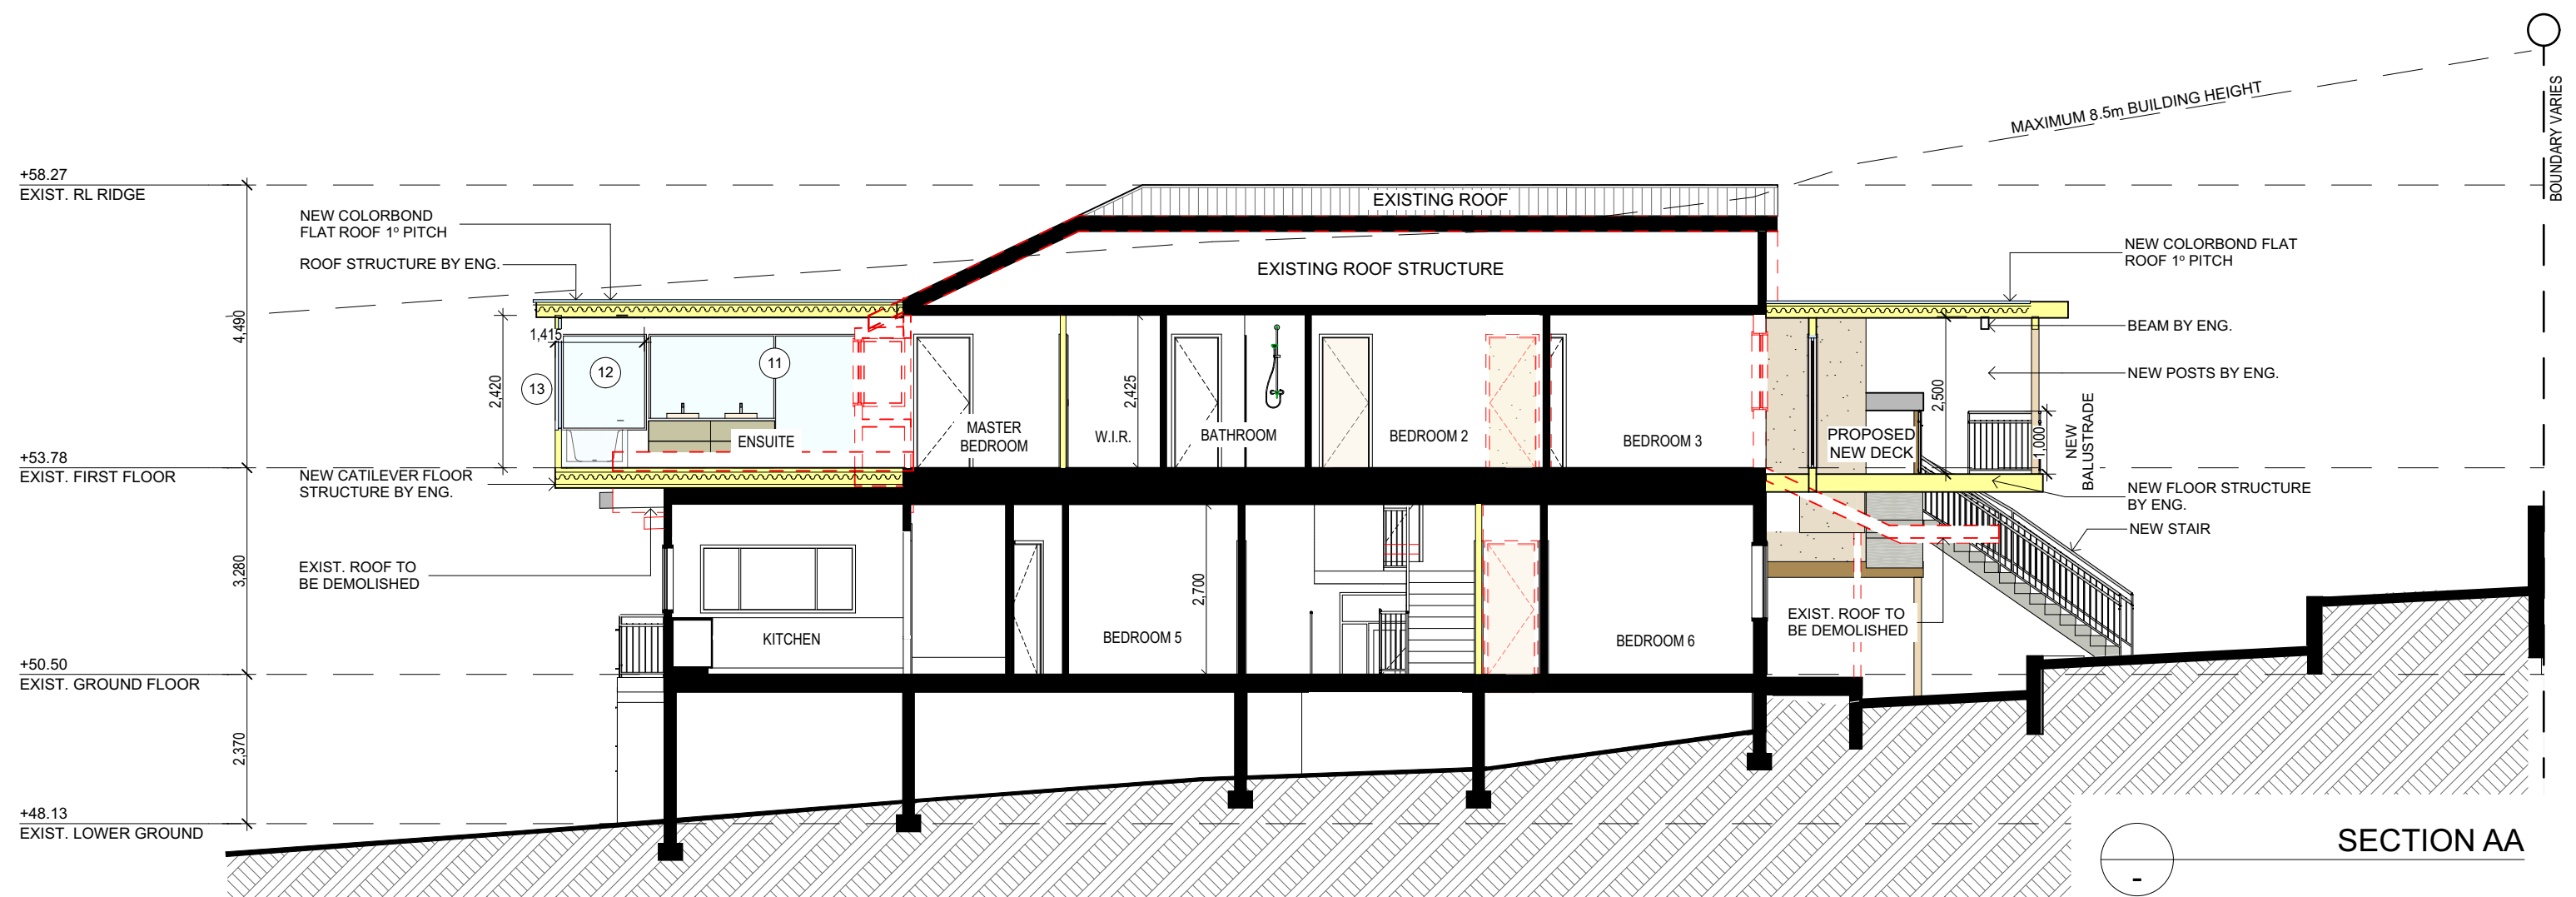 MAXIMUM 8.5m BUILDING HEIGHT
BOUNDARY VARIES
+58.27
EXIST. RL RIDGE
NEW COLORBOND
FLAT ROOF 1º PITCH
ROOF STRUCTURE BY ENG.
EXISTING ROOF
EXISTING ROOF STRUCTURE
NEW COLORBOND FLAT
ROOF 1º PITCH
BEAM BY ENG.
NEW POSTS BY ENG.
4,490
2,420
1,415
13
12
11
ENSUITE
MASTER
BEDROOM
W.I.R.
2,425
BATHROOM
BEDROOM 2
BEDROOM 3
PROPOSED
NEW DECK
2,500
1,000
NEW
BALUSTRADE
+53.78
EXIST. FIRST FLOOR
NEW CATILEVER FLOOR
STRUCTURE BY ENG.
NEW FLOOR STRUCTURE
BY ENG.
NEW STAIR
3,280
EXIST. ROOF TO
BE DEMOLISHED
KITCHEN
BEDROOM 5
2,700
BEDROOM 6
EXIST. ROOF TO
BE DEMOLISHED
+50.50
EXIST. GROUND FLOOR
2,370
+48.13
EXIST. LOWER GROUND
SECTION AA
-